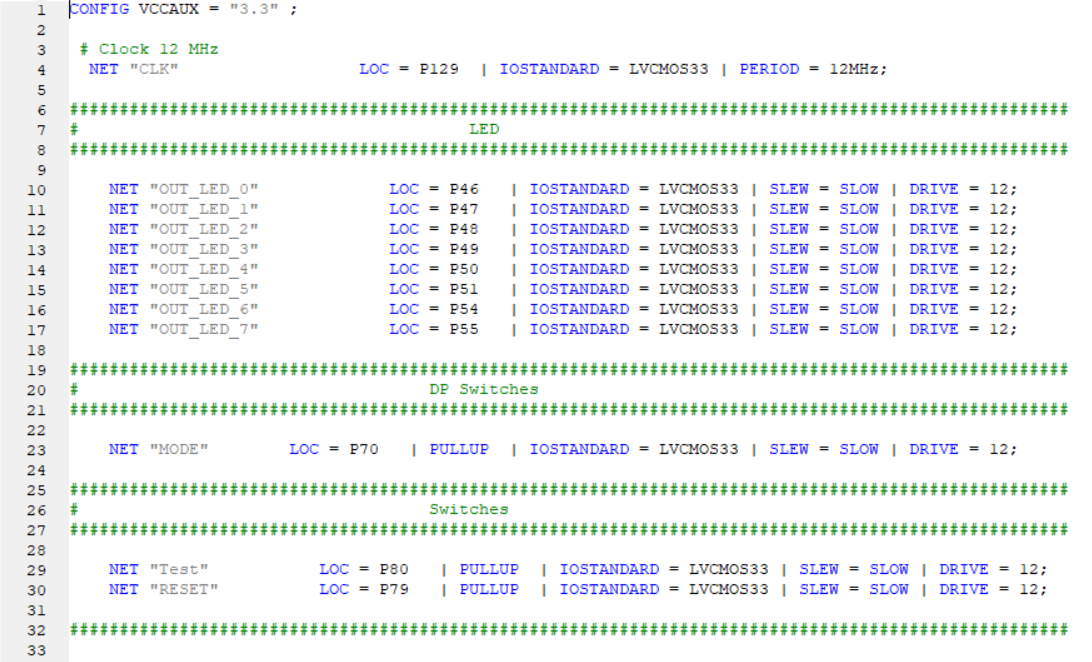 1 CONFIG VCCAUX = "3.3" ;
2
3 # Clock 12 MHz
4 NET "CLK" LOC = P129 | IOSTANDARD = LVCMOS33 | PERIOD = 12MHz;
5
6 ####################################################################################################
7 # LED
8 ####################################################################################################
9
10 NET "OUT_LED_0" LOC = P46 | IOSTANDARD = LVCMOS33 | SLEW = SLOW | DRIVE = 12;
11 NET "OUT_LED_1" LOC = P47 | IOSTANDARD = LVCMOS33 | SLEW = SLOW | DRIVE = 12;
12 NET "OUT_LED_2" LOC = P48 | IOSTANDARD = LVCMOS33 | SLEW = SLOW | DRIVE = 12;
13 NET "OUT_LED_3" LOC = P49 | IOSTANDARD = LVCMOS33 | SLEW = SLOW | DRIVE = 12;
14 NET "OUT_LED_4" LOC = P50 | IOSTANDARD = LVCMOS33 | SLEW = SLOW | DRIVE = 12;
15 NET "OUT_LED_5" LOC = P51 | IOSTANDARD = LVCMOS33 | SLEW = SLOW | DRIVE = 12;
16 NET "OUT_LED_6" LOC = P54 | IOSTANDARD = LVCMOS33 | SLEW = SLOW | DRIVE = 12;
17 NET "OUT_LED_7" LOC = P55 | IOSTANDARD = LVCMOS33 | SLEW = SLOW | DRIVE = 12;
18
19 ####################################################################################################
20 # DP Switches
21 ####################################################################################################
22
23 NET "MODE" LOC = P70 | PULLUP | IOSTANDARD = LVCMOS33 | SLEW = SLOW | DRIVE = 12;
24
25 ####################################################################################################
26 # Switches
27 ####################################################################################################
28
29 NET "Test" LOC = P80 | PULLUP | IOSTANDARD = LVCMOS33 | SLEW = SLOW | DRIVE = 12;
30 NET "RESET" LOC = P79 | PULLUP | IOSTANDARD = LVCMOS33 | SLEW = SLOW | DRIVE = 12;
31
32 ####################################################################################################
33